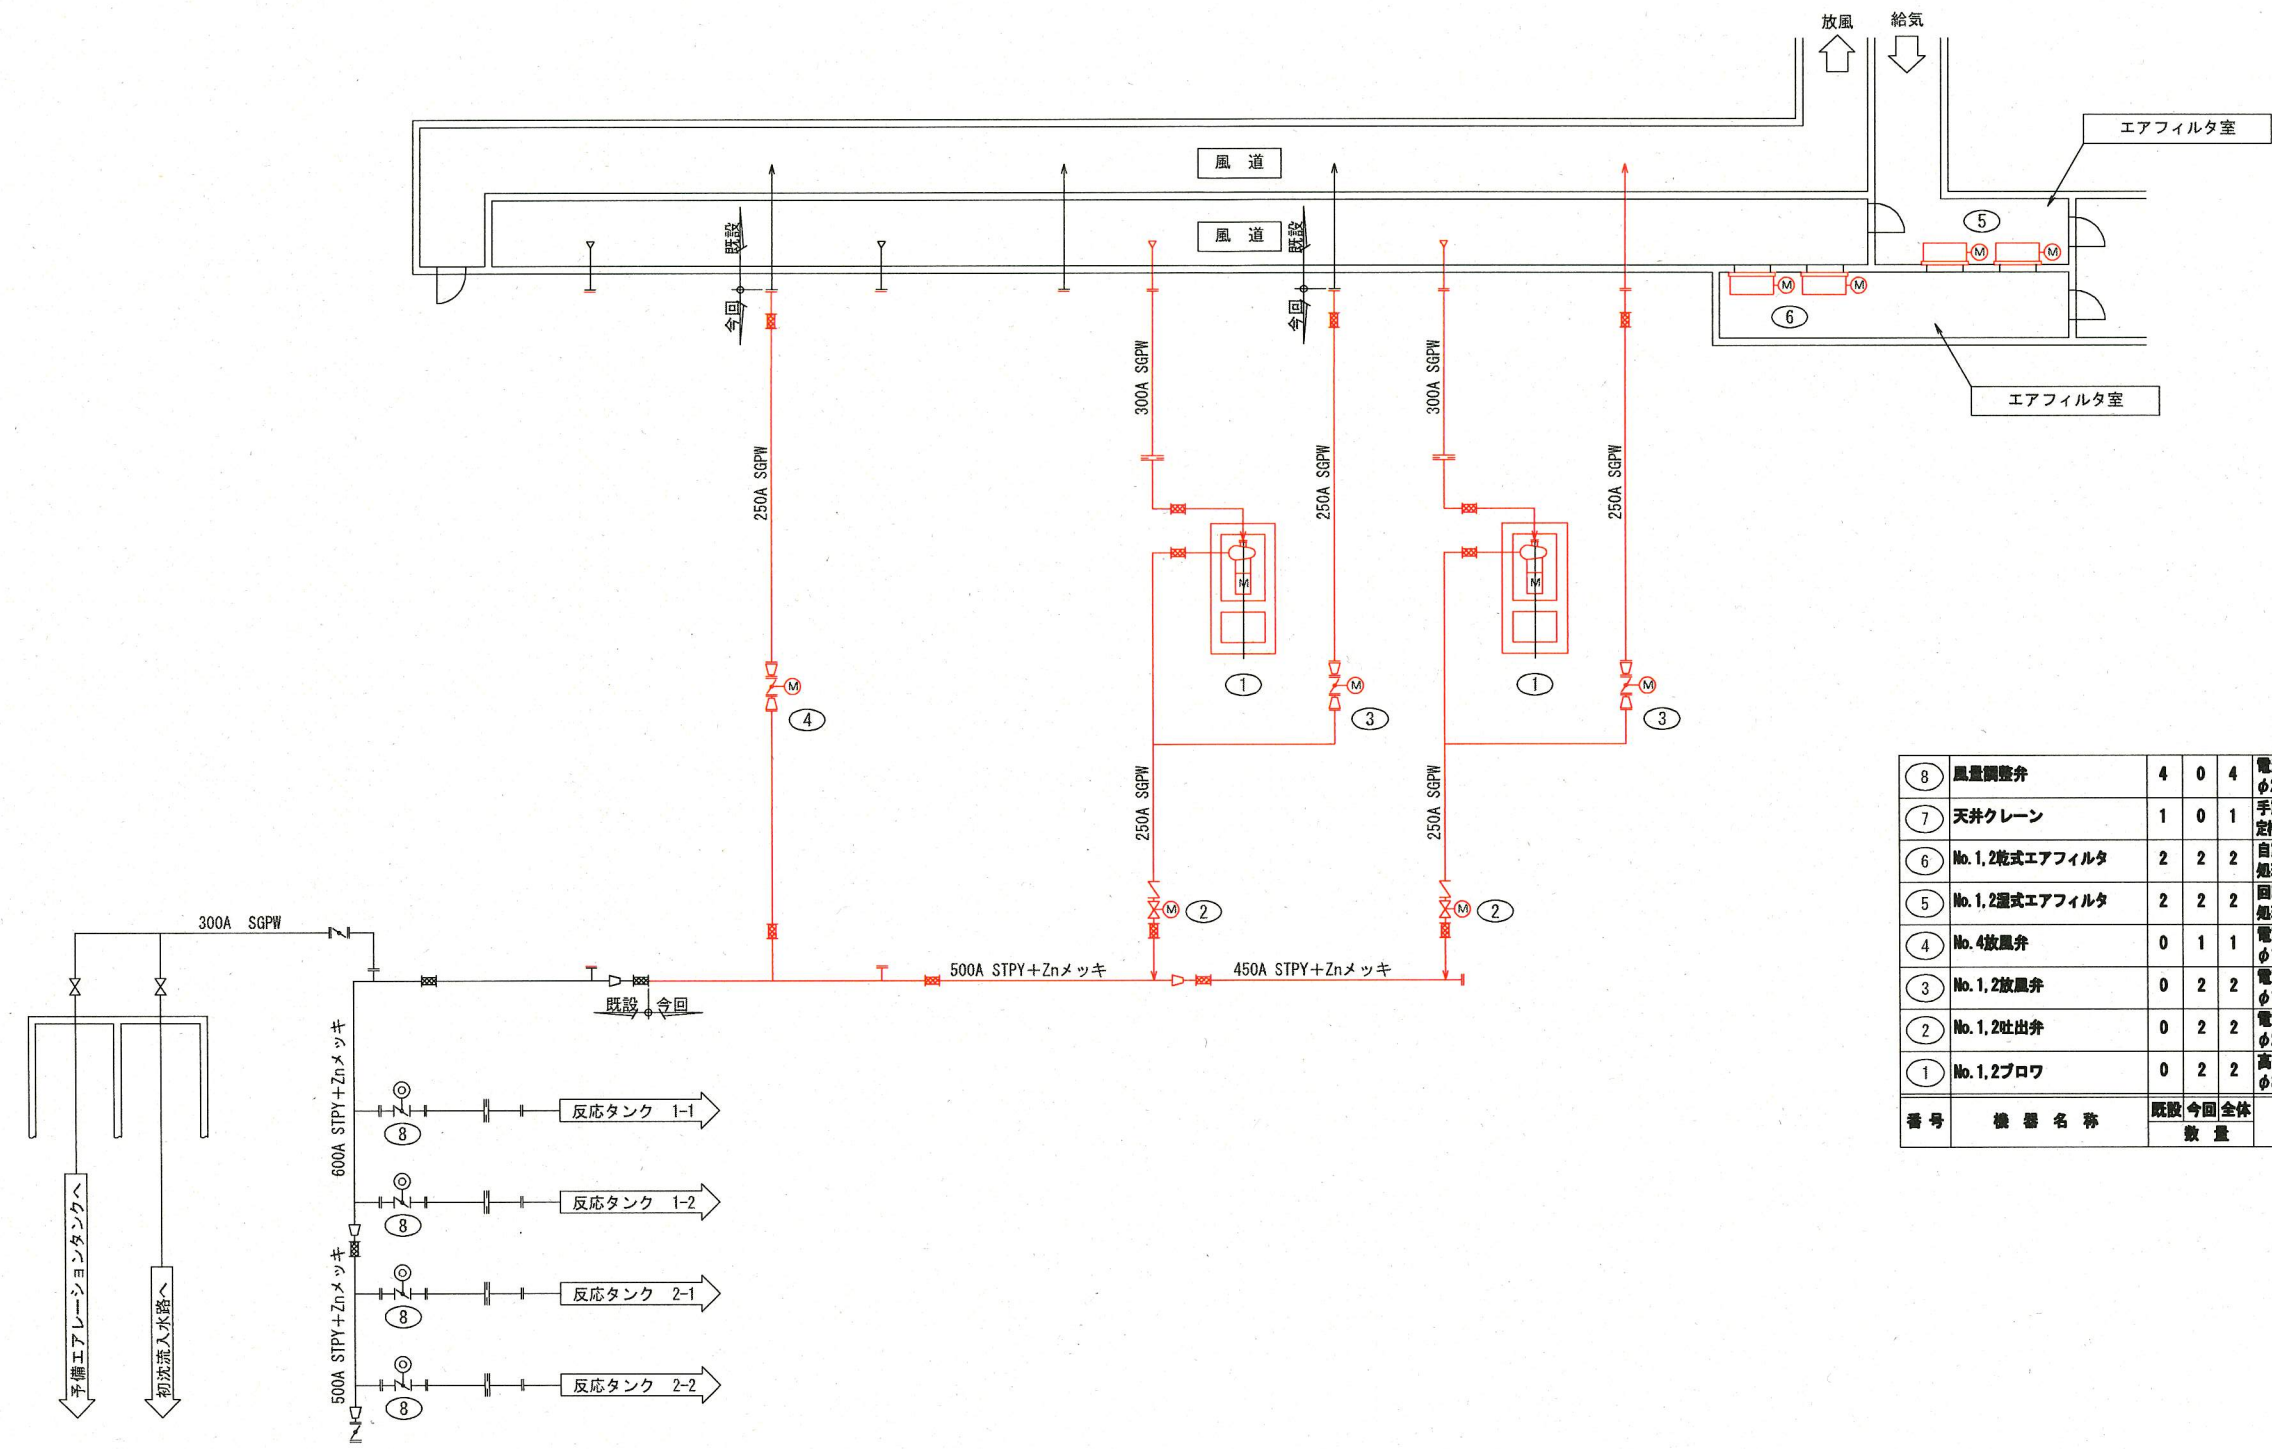 放風 給気
エアフィルタ室
風 道
風 道
既設
今回
既設
今回
5
M M
M M
6
エアフィルタ室
300A SGPW
300A SGPW
250A SGPW
250A SGPW
250A SGPW
M
M
1
1
M
4
M
3
M
3
250A SGPW
250A SGPW
M
2
M
2
300A SGPW
500A STPY+Znメッキ
450A STPY+Znメッキ
既設 今回
600A STPY+Znメッキ
500A STPY+Znメッキ
8
反応タンク 1-1
8
反応タンク 1-2
8
反応タンク 2-1
8
反応タンク 2-2
予備エアレーションタンクへ
初沈流入水路へ
8 風量調整弁 4 0 4 電
φ
7 天井クレーン 1 0 1 手
定
6 No.1,2乾式エアフィルタ 2 2 2 自
処
5 No.1,2湿式エアフィルタ 2 2 2 回
処
4 No.4放風弁 0 1 1 電
φ
3 No.1,2放風弁 0 2 2 電
φ
2 No.1,2吐出弁 0 2 2 電
φ
1 No.1,2ブロワ 0 2 2 高
φ
番号 機器名称 既設 今回 全体
数量